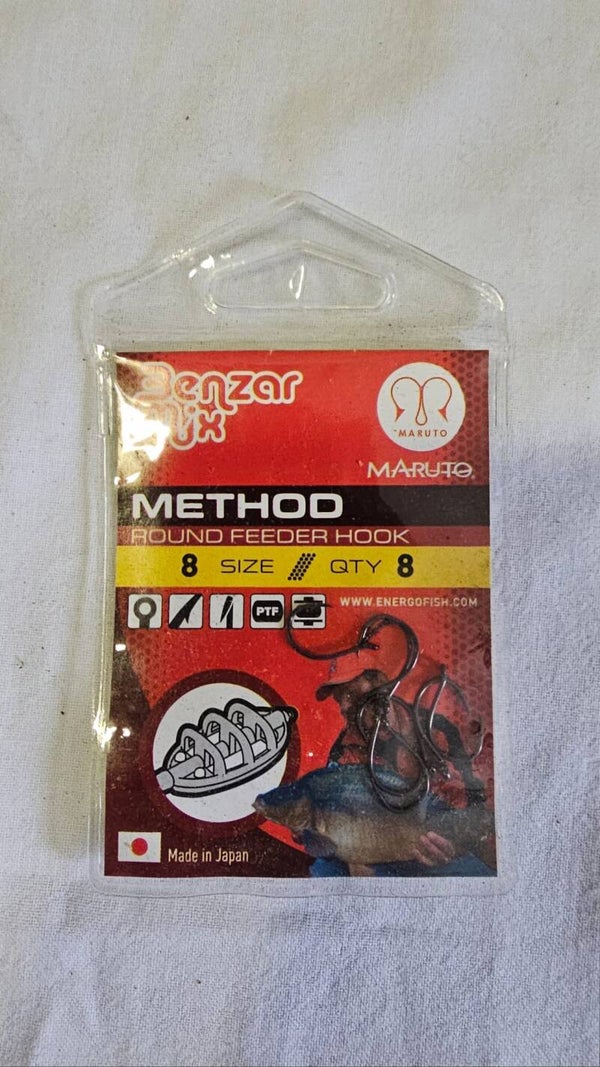 Benzar
Mix
MARUTO
MARUTO
METHOD
ROUND FEEDER HOOK
8 SIZE QTY 8
PTF
WWW.ENERGOFISH.COM
Made in Japan